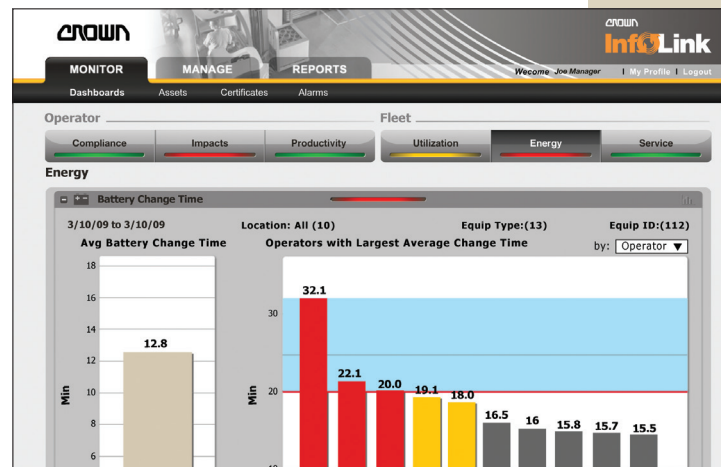 CROWN
CROWN
InfoLink
MONITOR MANAGE REPORTS
Wecome Joe Manager | My Profile | Logout
Dashboards Assets Certificates Alarms
Operator Fleet
Compliance Impacts Productivity Utilization Energy Service
Energy
Battery Change Time
3/10/09 to 3/10/09 Location: All (10) Equip Type:(13) Equip ID:(112)
Avg Battery Change Time Operators with Largest Average Change Time by: Operator ▼
18
16
14
12
10
8
6
Min
12.8
30
20
Min
32.1
22.1
20.0
19.1
18.0
16.5
16
15.8
15.7
15.5